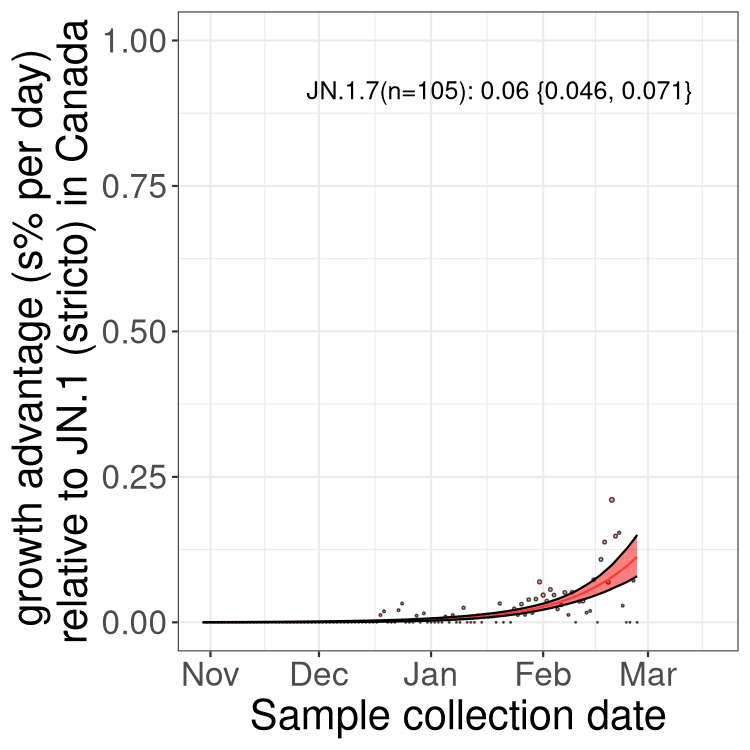 growth advantage (s% per day)
relative to JN.1 (stricto) in Canada
1.00
0.75
0.50
0.25
0.00
JN.1.7(n=105): 0.06 {0.046, 0.071}
Nov Dec Jan Feb Mar
Sample collection date